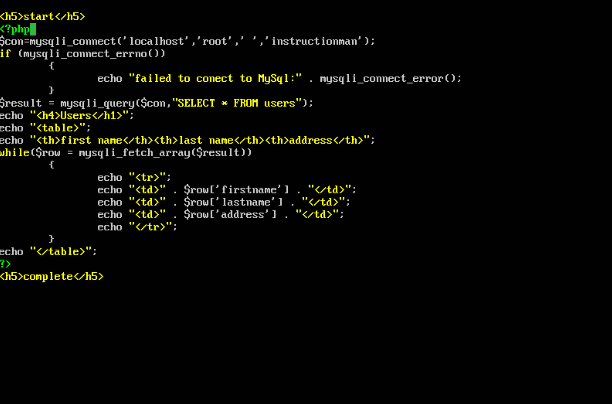 <h5>start</h5>
<?php
$con=mysqli_connect('localhost','root',' ','instructionman');
if (mysqli_connect_errno())
{
echo "failed to conect to MySql:" . mysqli_connect_error();
}
$result = mysqli_query($con,"SELECT * FROM users");
echo "<h4>Users</h1>";
echo "<table>";
echo "<th>first name</th><th>last name</th><th>address</th>";
while($row = mysqli_fetch_array($result))
{
echo "<tr>";
echo "<td>" . $row['firstname'] . "</td>";
echo "<td>" . $row['lastname'] . "</td>";
echo "<td>" . $row['address'] . "</td>";
echo "</tr>";
}
echo "</table>";
?>
<h5>complete</h5>